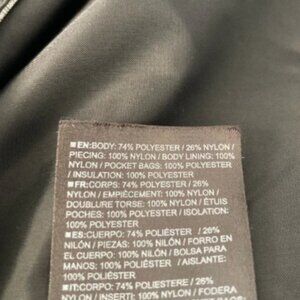 ■EN:BODY: 74% POLYESTER / 26% NYLON /
PIECING: 100% NYLON / BODY LINING: 100%
NYLON / POCKET BAGS: 100% POLYESTER
/ INSULATION: 100% POLYESTER
■FR:CORPS: 74% POLYESTER / 26%
NYLON / EMPIÈCEMENT: 100% NYLON /
DOUBLURE TORSE: 100% NYLON / ÉTUIS
POCHES: 100% POLYESTER / ISOLATION:
100% POLYESTER
■ES:CUERPO: 74% POLIÉSTER / 26%
NILÓN / PIEZAS: 100% NILÓN / FORRO EN
EL CUERPO: 100% NILÓN / BOLSA PARA
MANOS: 100% POLIÉSTER / AISLANTE:
100% POLIÉSTER
■IT:CORPO: 74% POLIESTERE / 26%
NYLON / INSERTI: 100% NYLON / FODERA